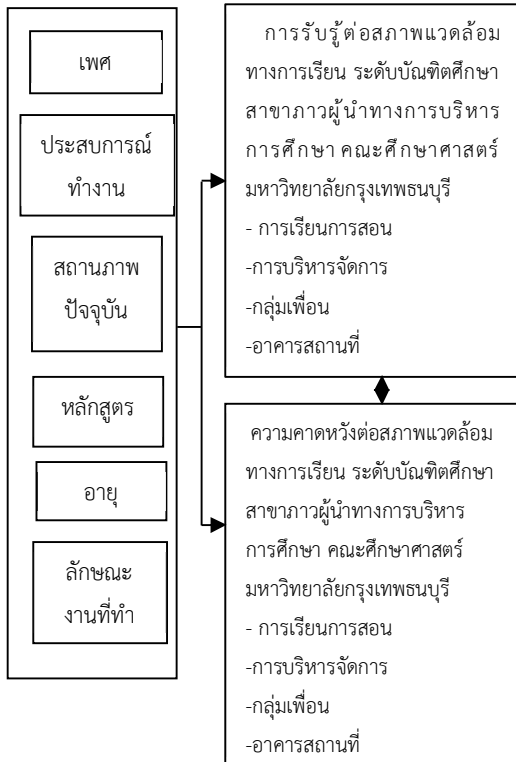 เพศ
ประสบการณ์
ทำงาน
สถานภาพ
ปัจจุบัน
หลักสูตร
อายุ
ลักษณะ
งานที่ทำ
การรับรู้ต่อสภาพแวดล้อม
ทางการเรียน ระดับบัณฑิตศึกษา
สาขาภาวผู้นำทางการบริหาร
การศึกษา คณะศึกษาศาสตร์
มหาวิทยาลัยกรุงเทพธนบุรี
- การเรียนการสอน
-การบริหารจัดการ
-กลุ่มเพื่อน
-อาคารสถานที่
ความคาดหวังต่อสภาพแวดล้อม
ทางการเรียน ระดับบัณฑิตศึกษา
สาขาภาวผู้นำทางการบริหาร
การศึกษา คณะศึกษาศาสตร์
มหาวิทยาลัยกรุงเทพธนบุรี
- การเรียนการสอน
-การบริหารจัดการ
-กลุ่มเพื่อน
-อาคารสถานที่